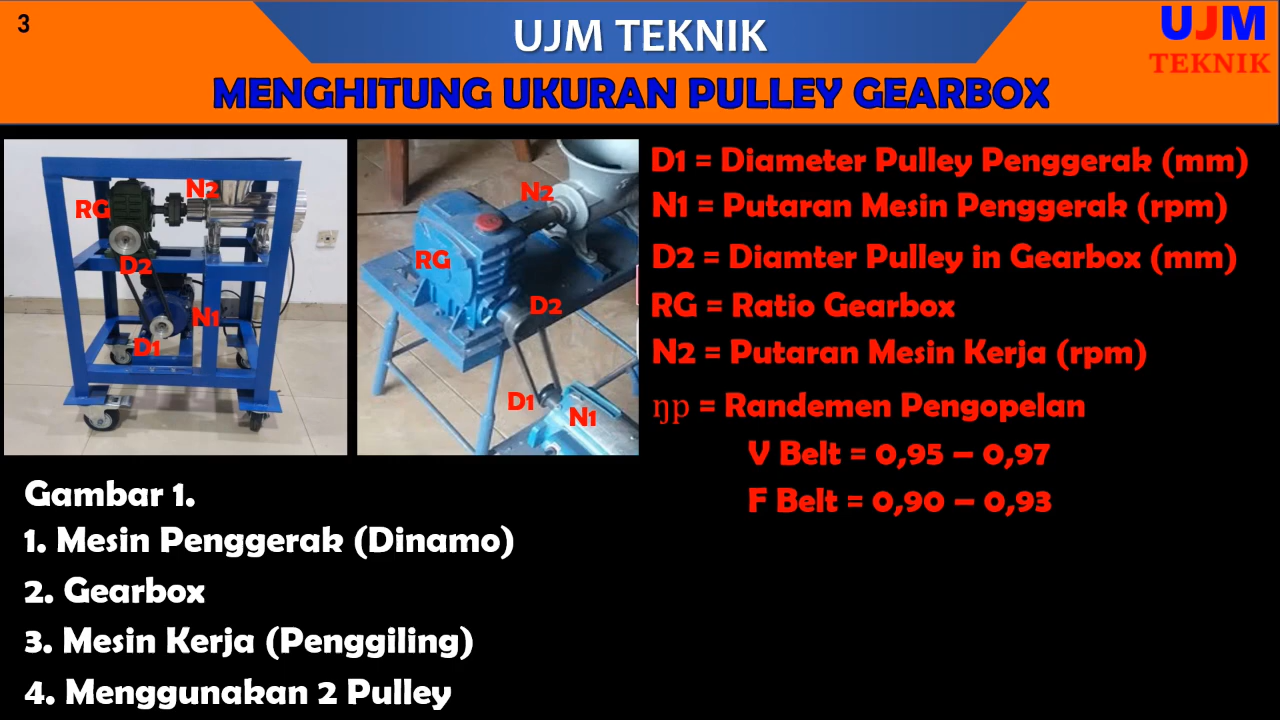 3
UJM TEKNIK
UJM
TEKNIK
MENGHITUNG UKURAN PULLEY GEARBOX
RG
N2
D2
N1
D1
N2
RG
D2
D1
N1
D1 = Diameter Pulley Penggerak (mm)
N1 = Putaran Mesin Penggerak (rpm)
D2 = Diamter Pulley in Gearbox (mm)
RG = Ratio Gearbox
N2 = Putaran Mesin Kerja (rpm)
ŋp = Randemen Pengopelan
V Belt = 0,95 – 0,97
F Belt = 0,90 – 0,93
Gambar 1.
1. Mesin Penggerak (Dinamo)
2. Gearbox
3. Mesin Kerja (Penggiling)
4. Menggunakan 2 Pulley